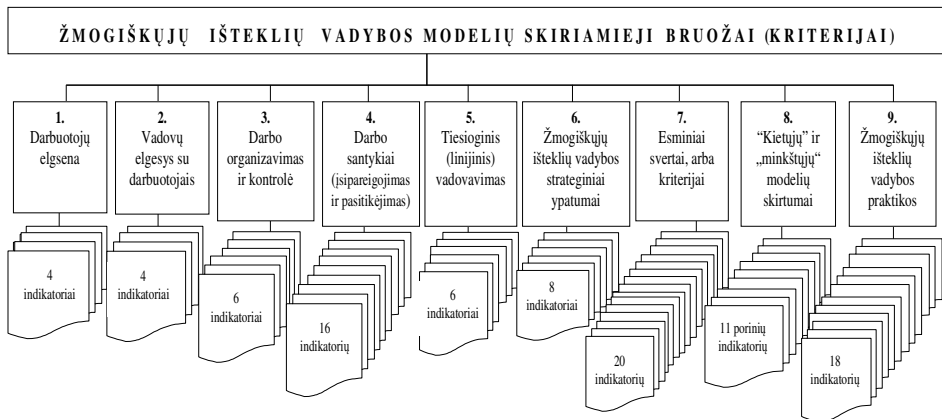 ŽMOGIŠKŲJŲ IŠTEKLIŲ VADYBOS MODELIŲ SKIRIAMIEJI BRUOŽAI (KRITERIJAI)
1.
Darbuotojų
elgsena
2.
Vadovų
elgesys su
darbuotojais
3.
Darbo
organizavimas
ir kontrolė
4.
Darbo
santykiai
(įsipareigojimas
ir pasitikėjimas)
5.
Tiesioginis
(linijinis)
vadovavimas
6.
Žmogiškųjų
išteklių vadybos
strateginiai
ypatumai
7.
Esminiai
svertai, arba
kriterijai
8.
“Kietųjų” ir
„minkštųjų“
modelių
skirtumai
9.
Žmogiškųjų
išteklių
vadybos
praktikos
4
indikatoriai
4
indikatoriai
6
indikatoriai
16
indikatorių
6
indikatoriai
8
indikatoriai
20
indikatorių
11 porinių
indikatorių
18
indikatorių